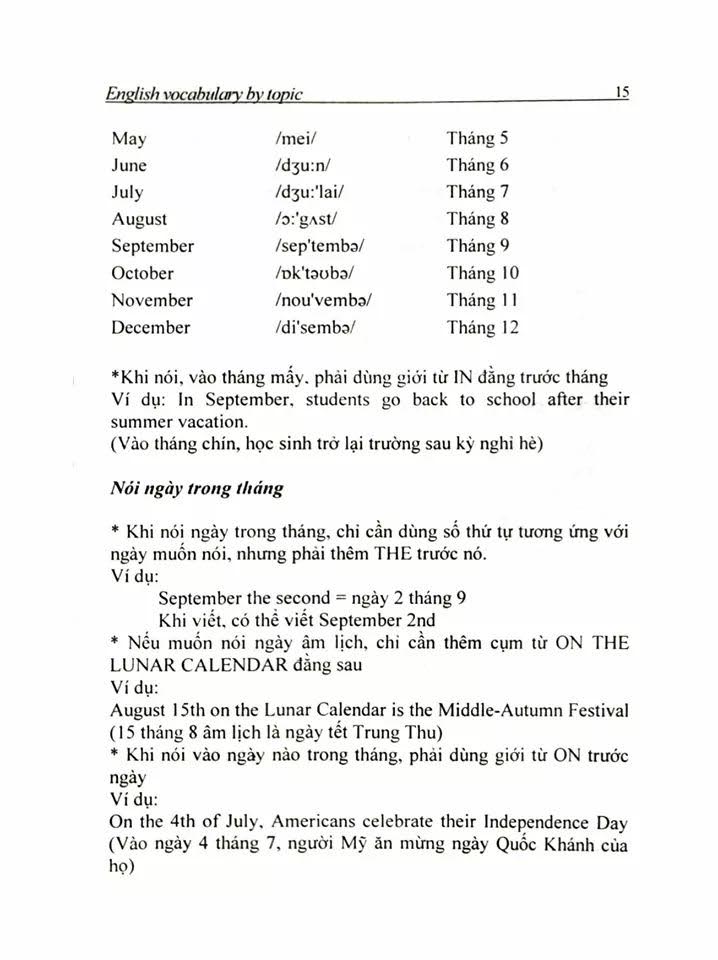 English vocabulary by topic 15
May /mei/ Tháng 5
June /dʒu:n/ Tháng 6
July /dʒu:'lai/ Tháng 7
August /ɔ:'gʌst/ Tháng 8
September /sep'tembə/ Tháng 9
October /ɒk'təʊbə/ Tháng 10
November /nou'vembə/ Tháng 11
December /di'sembə/ Tháng 12
*Khi nói, vào tháng mấy, phải dùng giới từ IN đằng trước tháng
Ví dụ: In September, students go back to school after their
summer vacation.
(Vào tháng chín, học sinh trở lại trường sau kỳ nghỉ hè)
Nói ngày trong tháng
* Khi nói ngày trong tháng, chỉ cần dùng số thứ tự tương ứng với
ngày muốn nói, nhưng phải thêm THE trước nó.
Ví dụ:
September the second = ngày 2 tháng 9
Khi viết, có thể viết September 2nd
* Nếu muốn nói ngày âm lịch, chỉ cần thêm cụm từ ON THE
LUNAR CALENDAR đằng sau
Ví dụ:
August 15th on the Lunar Calendar is the Middle-Autumn Festival
(15 tháng 8 âm lịch là ngày tết Trung Thu)
* Khi nói vào ngày nào trong tháng, phải dùng giới từ ON trước
ngày
Ví dụ:
On the 4th of July, Americans celebrate their Independence Day
(Vào ngày 4 tháng 7, người Mỹ ăn mừng ngày Quốc Khánh của
họ)